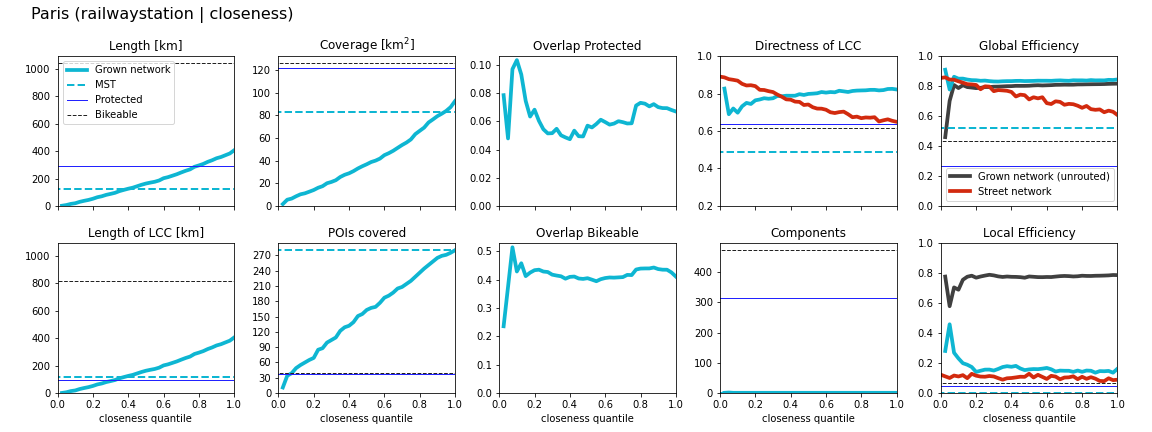 Paris (railwaystation | closeness)
Length [km]
Coverage [km²]
Overlap Protected
Directness of LCC
Global Efficiency
1000
800
600
400
200
0
Grown network
MST
Protected
Bikeable
120
100
80
60
40
20
0
0.10
0.08
0.06
0.04
0.02
0.00
1.0
0.8
0.6
0.4
0.2
1.0
0.8
0.6
0.4
0.2
0.0
Grown network (unrouted)
Street network
Length of LCC [km]
POIs covered
Overlap Bikeable
Components
Local Efficiency
1000
800
600
400
200
0
0.0 0.2 0.4 0.6 0.8 1.0
closeness quantile
270
240
210
180
150
120
90
60
30
0
0.0 0.2 0.4 0.6 0.8 1.0
closeness quantile
0.5
0.4
0.3
0.2
0.1
0.0
0.0 0.2 0.4 0.6 0.8 1.0
closeness quantile
400
300
200
100
0
0.0 0.2 0.4 0.6 0.8 1.0
closeness quantile
1.0
0.8
0.6
0.4
0.2
0.0
0.0 0.2 0.4 0.6 0.8 1.0
closeness quantile